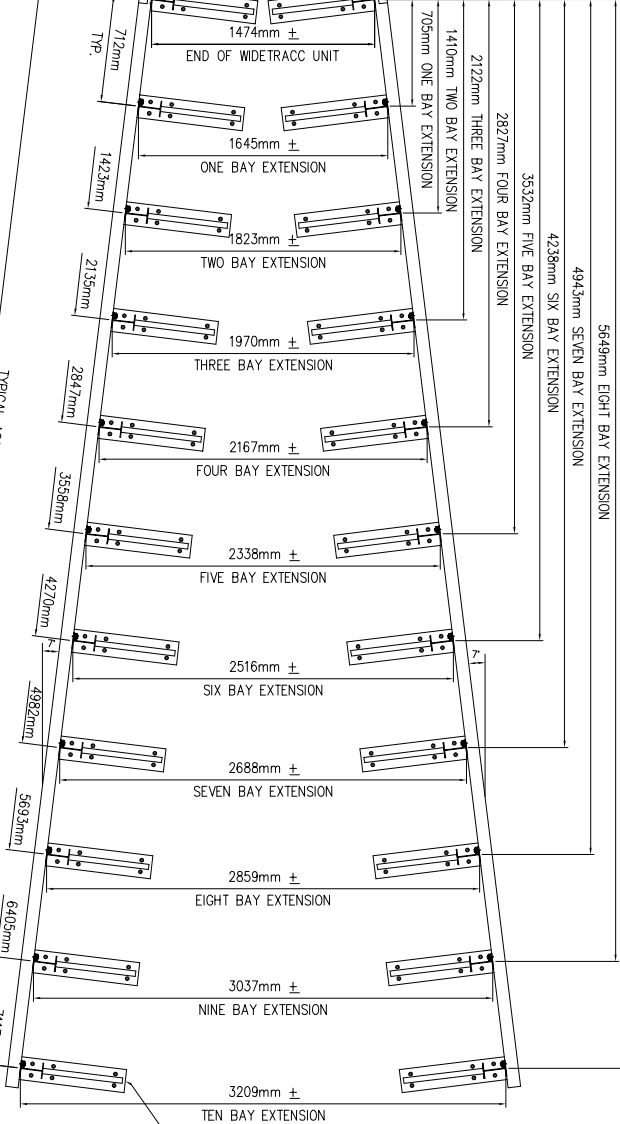 1474mm ±
END OF WIDETRACC UNIT
1645mm ±
ONE BAY EXTENSION
1823mm ±
TWO BAY EXTENSION
1970mm ±
THREE BAY EXTENSION
2167mm ±
FOUR BAY EXTENSION
2338mm ±
FIVE BAY EXTENSION
2516mm ±
SIX BAY EXTENSION
2688mm ±
SEVEN BAY EXTENSION
2859mm ±
EIGHT BAY EXTENSION
3037mm ±
NINE BAY EXTENSION
3209mm ±
TEN BAY EXTENSION
712mm
TYP.
1423mm
2135mm
2847mm
3558mm
4270mm
7°
4982mm
5693mm
6405mm
TYPICAL
705mm ONE BAY EXTENSION
1410mm TWO BAY EXTENSION
2122mm THREE BAY EXTENSION
2827mm FOUR BAY EXTENSION
3532mm FIVE BAY EXTENSION
4238mm SIX BAY EXTENSION
4943mm SEVEN BAY EXTENSION
5649mm EIGHT BAY EXTENSION
7°